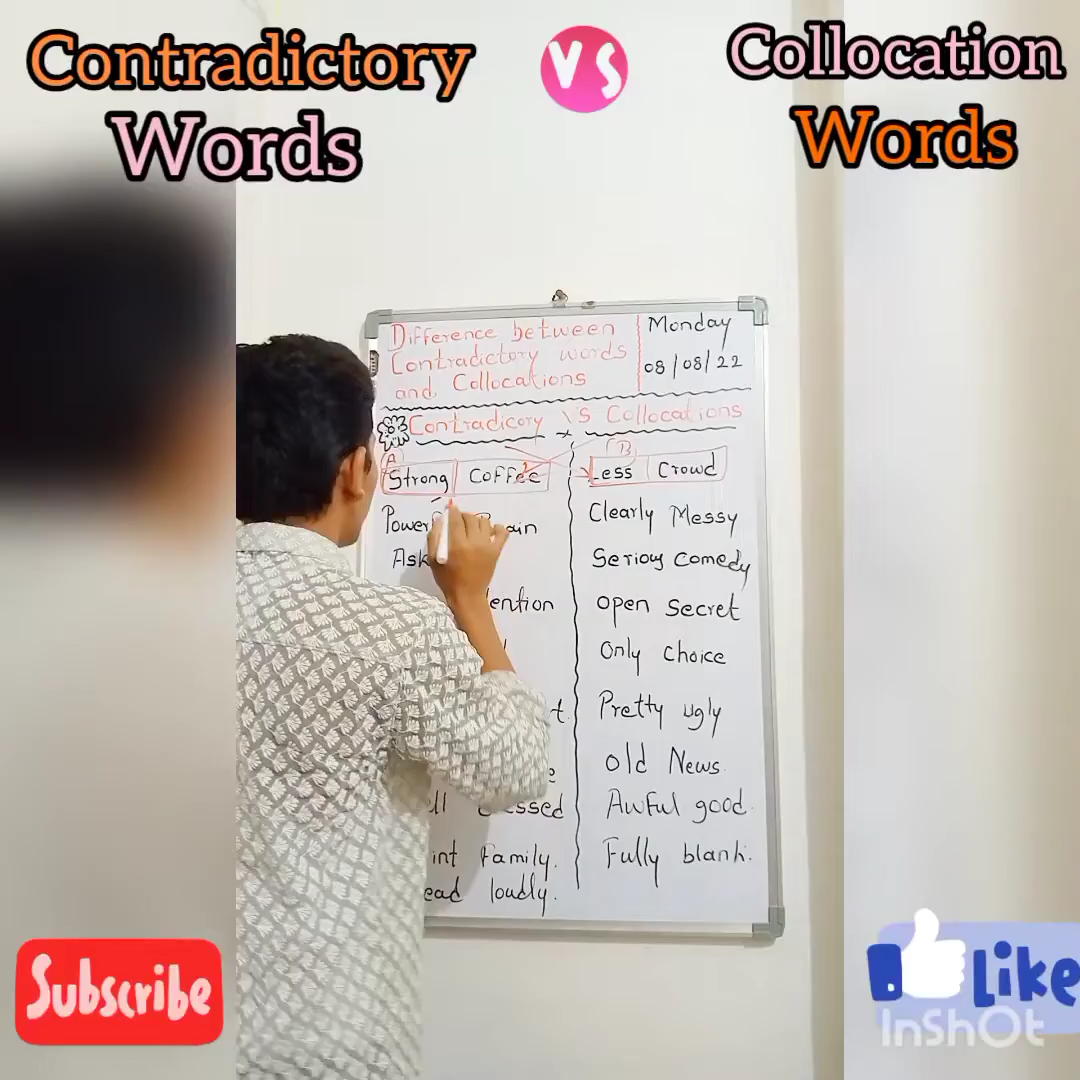 Contradictory
Words
VS
Collocation
Words
Difference between
Contradictory words
and Collocations
Monday
08/08/22
Contradicory VS Collocations
A
B
Strong Coffee
Less Crowd
Clearly Messy
Ask
Serioy comedy
Open Secret
Only Choice
Pretty ugly
Old News
Awful good
Family.
Fully blank.
loudly.
Subscribe
Like
InShOt